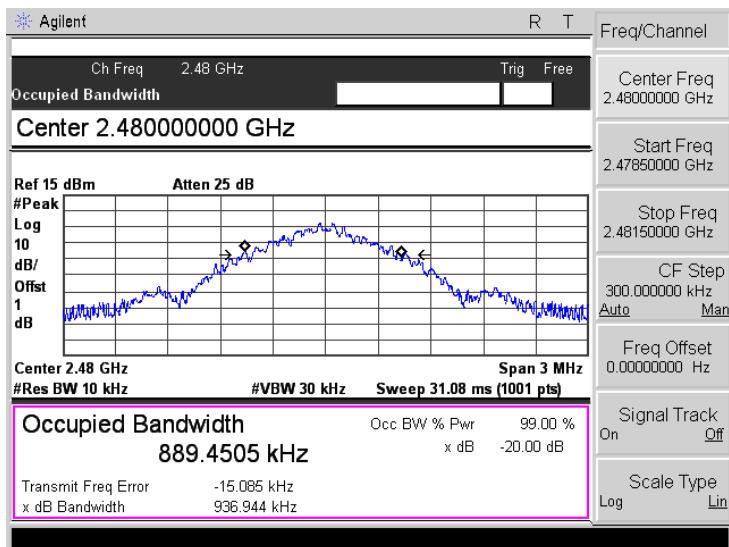 Agilent R T
Ch Freq 2.48 GHz Trig Free
Occupied Bandwidth
Center 2.480000000 GHz
Ref 15 dBm Atten 25 dB
#Peak
Log
10
dB/
Offst
1
dB
Center 2.48 GHz Span 3 MHz
#Res BW 10 kHz #VBW 30 kHz Sweep 31.08 ms (1001 pts)
Occupied Bandwidth Occ BW % Pwr 99.00 %
889.4505 kHz x dB -20.00 dB
Transmit Freq Error -15.085 kHz
x dB Bandwidth 936.944 kHz
Freq/Channel
Center Freq
2.48000000 GHz
Start Freq
2.47850000 GHz
Stop Freq
2.48150000 GHz
CF Step
300.000000 kHz
Auto Man
Freq Offset
0.00000000 Hz
Signal Track
On Off
Scale Type
Log Lin